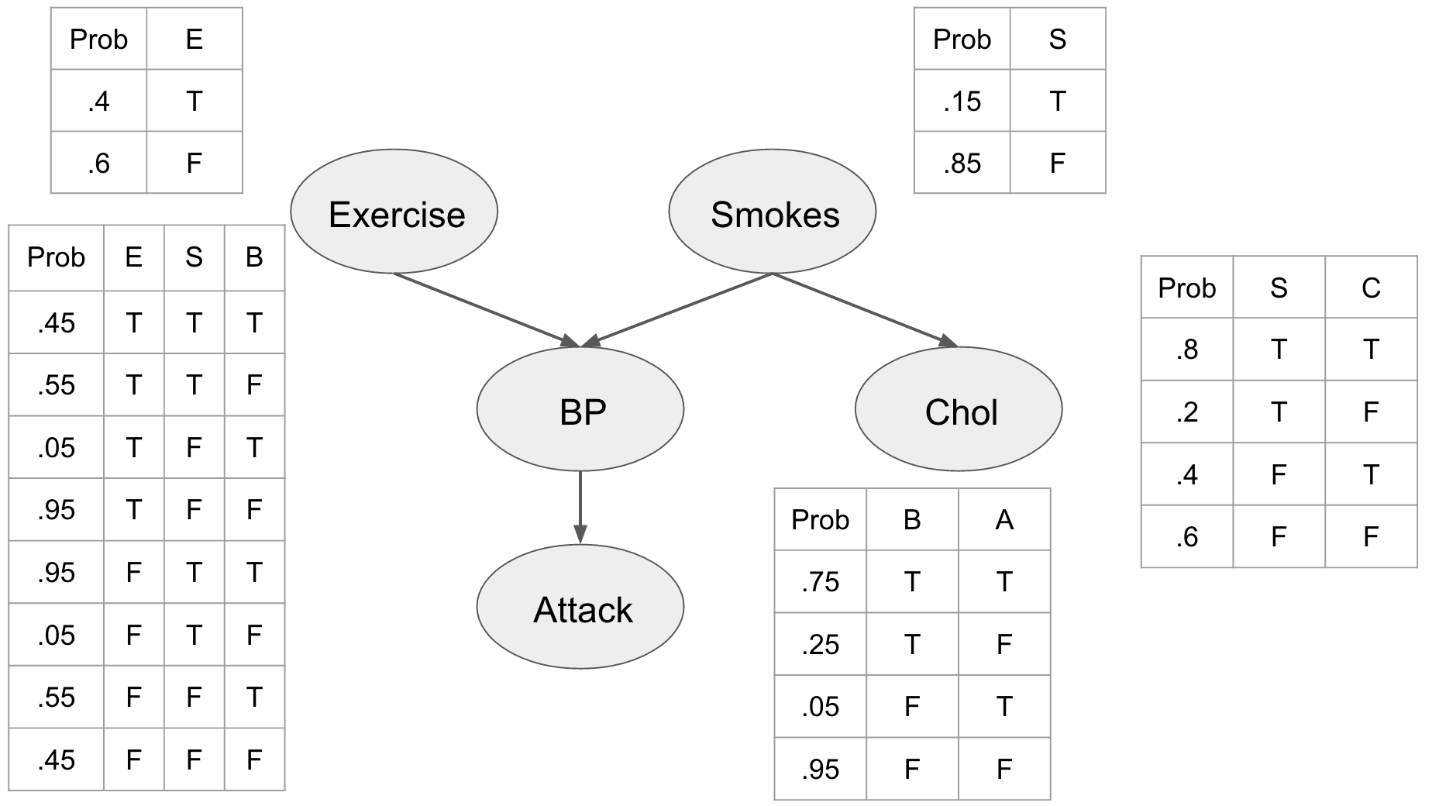 Prob E
.4 T
.6 F
Prob S
.15 T
.85 F
Exercise
Smokes
Prob E S B
.45 T T T
.55 T T F
.05 T F T
.95 T F F
.95 F T T
.05 F T F
.55 F F T
.45 F F F
BP
Chol
Prob S C
.8 T T
.2 T F
.4 F T
.6 F F
Attack
Prob B A
.75 T T
.25 T F
.05 F T
.95 F F